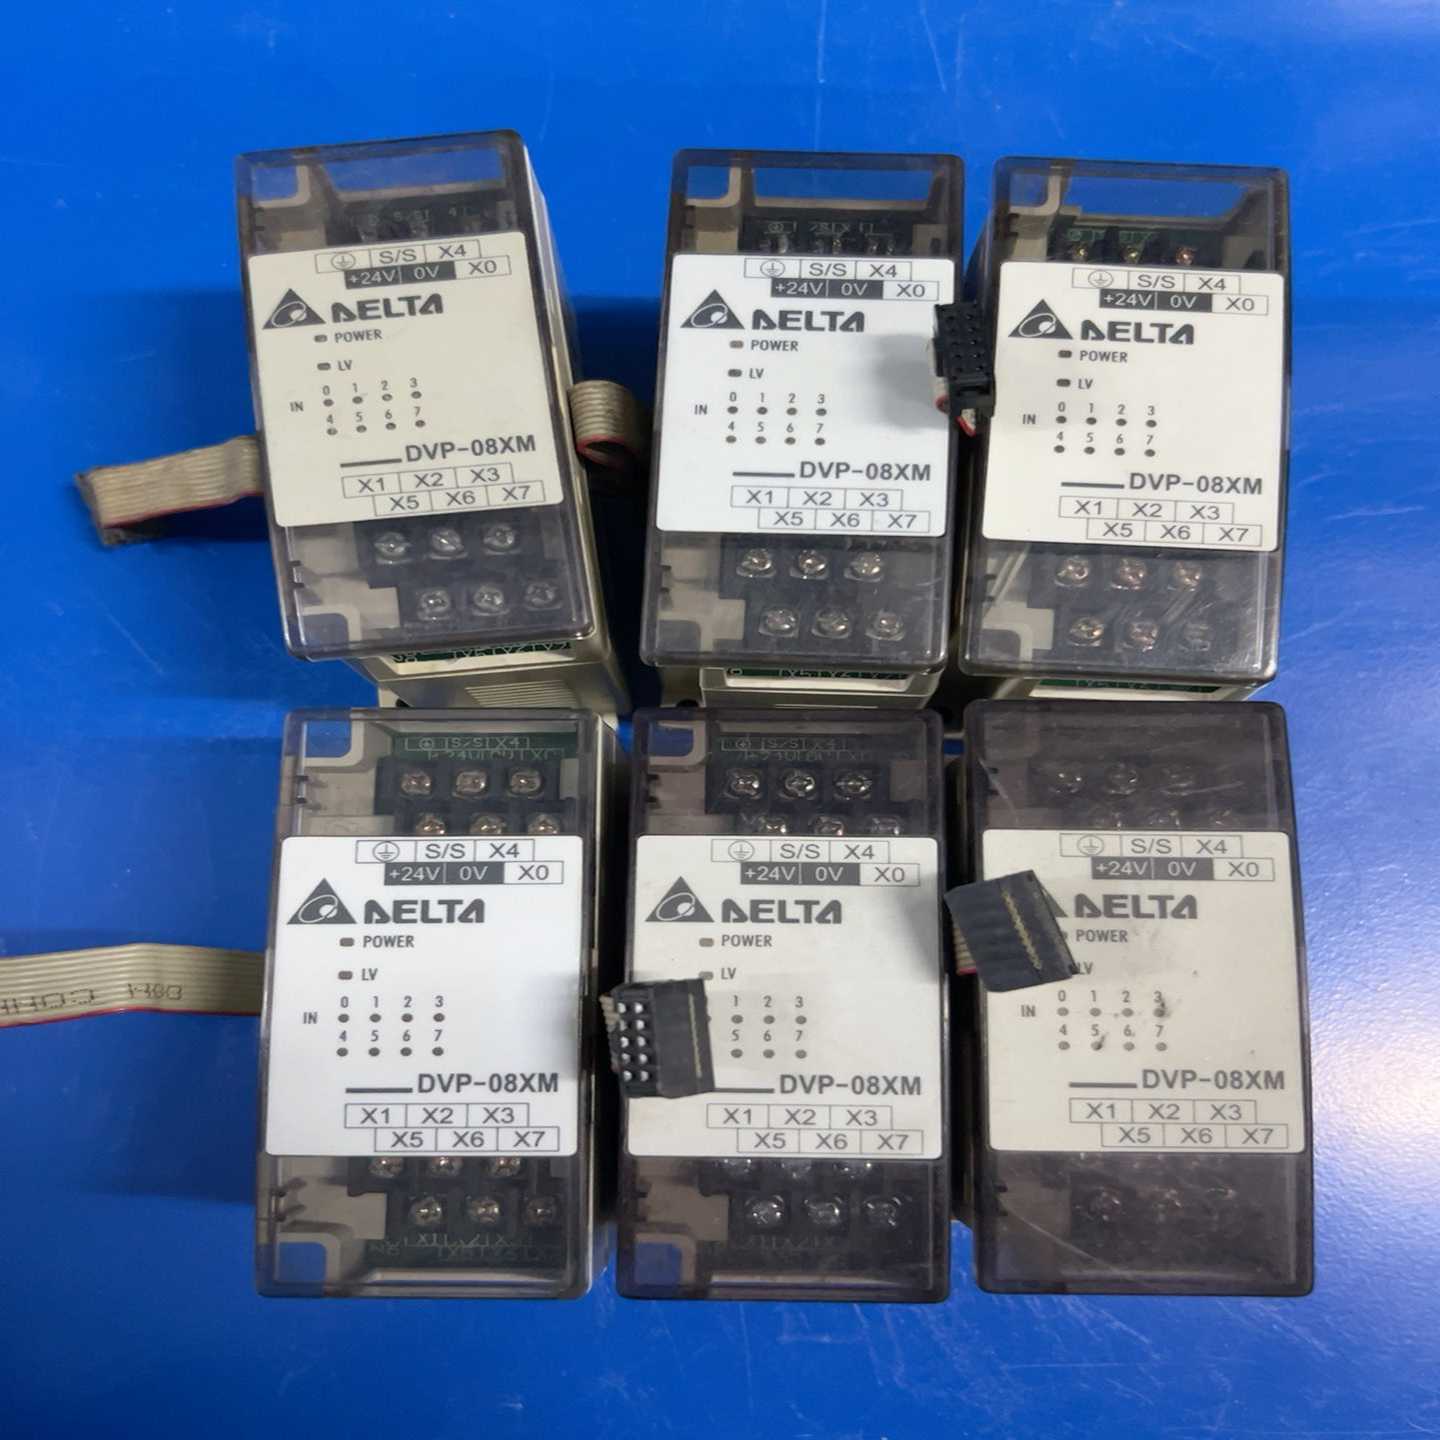 S/S X4
+24V 0V X0
DELTA
POWER
LV
0 1 2 3
IN
4 5 6 7
DVP-08XM
X1 X2 X3
X5 X6 X7
S/S X4
+24V 0V X0
DELTA
POWER
LV
0 1 2 3
IN
4 5 6 7
DVP-08XM
X1 X2 X3
X5 X6 X7
S/S X4
+24V 0V X0
DELTA
POWER
LV
0 1 2 3
IN
4 5 6 7
DVP-08XM
X1 X2 X3
X5 X6 X7
S/S X4
S/S X4
+24V 0V X0
DELTA
POWER
LV
0 1 2 3
IN
4 5 6 7
DVP-08XM
X1 X2 X3
X5 X6 X7
S/S X4
S/S X4
+24V 0V X0
DELTA
POWER
LV
1 2 3
5 6 7
DVP-08XM
X1 X2 X3
X5 X6 X7
S/S X4
+24V 0V X0
DELTA
POWER
LV
0 1 2 3
IN
4 5 6 7
DVP-08XM
X1 X2 X3
X5 X6 X7